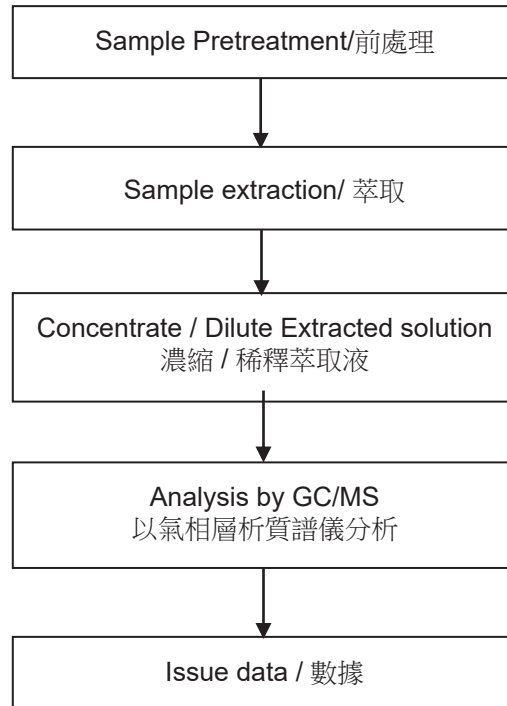 Sample Pretreatment/前處理
Sample extraction/ 萃取
Concentrate / Dilute Extracted solution
濃縮 / 稀釋萃取液
Analysis by GC/MS
以氣相層析質譜儀分析
Issue data / 數據